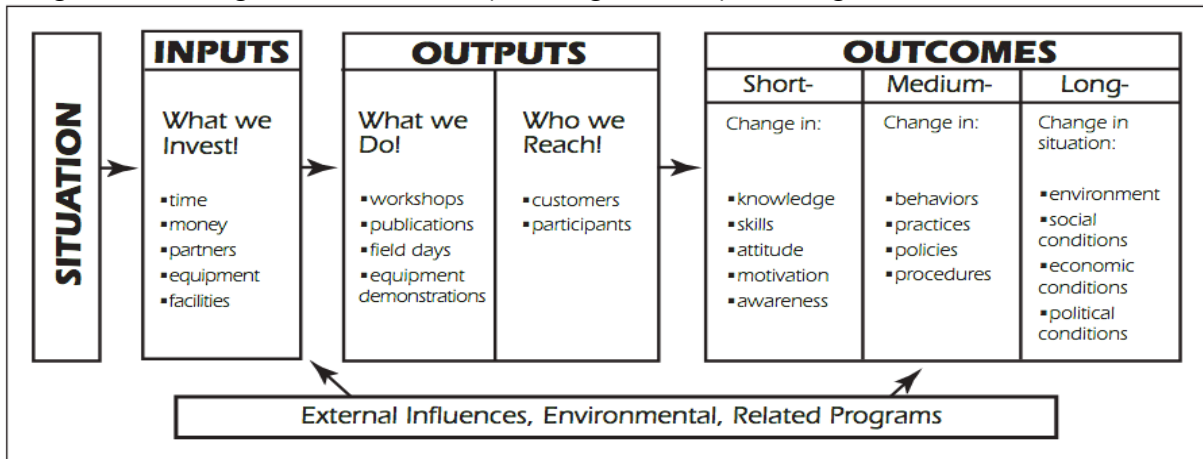 SITUATION
INPUTS
What we
Invest!
▪time
▪money
▪partners
▪equipment
▪facilities
OUTPUTS
What we
Do!
▪workshops
▪publications
▪field days
▪equipment
demonstrations
Who we
Reach!
▪customers
▪participants
OUTCOMES
Short-
Change in:
▪knowledge
▪skills
▪attitude
▪motivation
▪awareness
Medium-
Change in:
▪behaviors
▪practices
▪policies
▪procedures
Long-
Change in
situation:
▪environment
▪social
conditions
▪economic
conditions
▪political
conditions
External Influences, Environmental, Related Programs